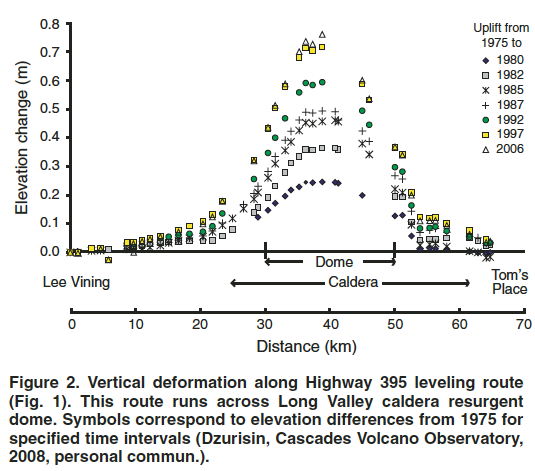 Uplift from
1975 to
1980
1982
1985
1987
1992
1997
2006
Elevation change (m)
0.8
0.7
0.6
0.5
0.4
0.3
0.2
0.1
0.0
Dome
Lee Vining
Caldera
Tom's
Place
0 10 20 30 40 50 60 70
Distance (km)
Figure 2. Vertical deformation along Highway 395 leveling route
(Fig. 1). This route runs across Long Valley caldera resurgent
dome. Symbols correspond to elevation differences from 1975 for
specified time intervals (Dzurisin, Cascades Volcano Observatory,
2008, personal commun.).